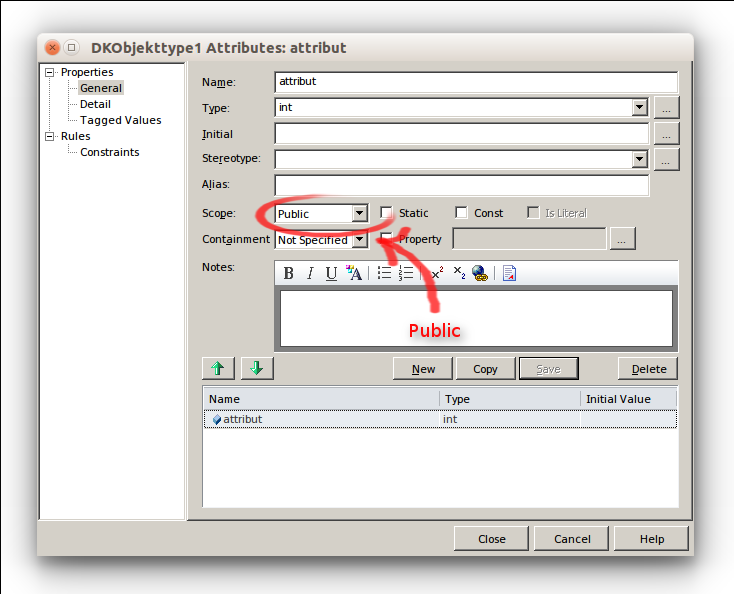 DKObjekttype1 Attributes: attribut
Properties
General
Detail
Tagged Values
Rules
Constraints
Name: attribut
Type: int ...
Initial ...
Stereotype: ...
Alias:
Scope: Public Static Const Is Literal
Containment Not Specified Property ...
Notes: B I U A x² x₂
Public
New Copy Save Delete
Name Type Initial Value
attribut int
Close Cancel Help